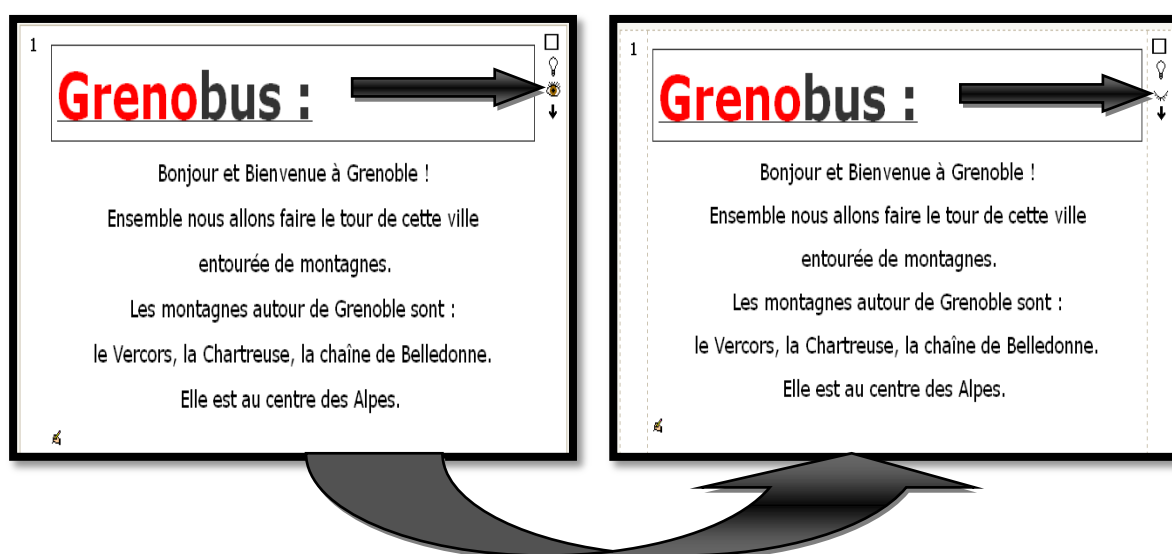 1
Grenobus :
Bonjour et Bienvenue à Grenoble !
Ensemble nous allons faire le tour de cette ville
entourée de montagnes.
Les montagnes autour de Grenoble sont :
le Vercors, la Chartreuse, la chaîne de Belledonne.
Elle est au centre des Alpes.
1
Grenobus :
Bonjour et Bienvenue à Grenoble !
Ensemble nous allons faire le tour de cette ville
entourée de montagnes.
Les montagnes autour de Grenoble sont :
le Vercors, la Chartreuse, la chaîne de Belledonne.
Elle est au centre des Alpes.